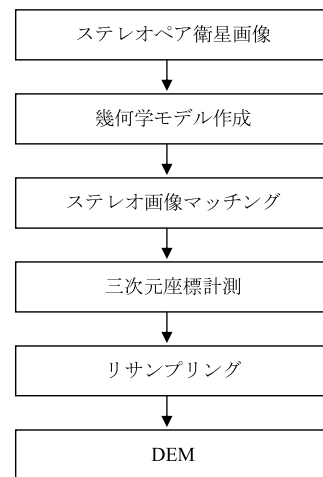 ステレオペア衛星画像
幾何学モデル作成
ステレオ画像マッチング
三次元座標計測
リサンプリング
DEM